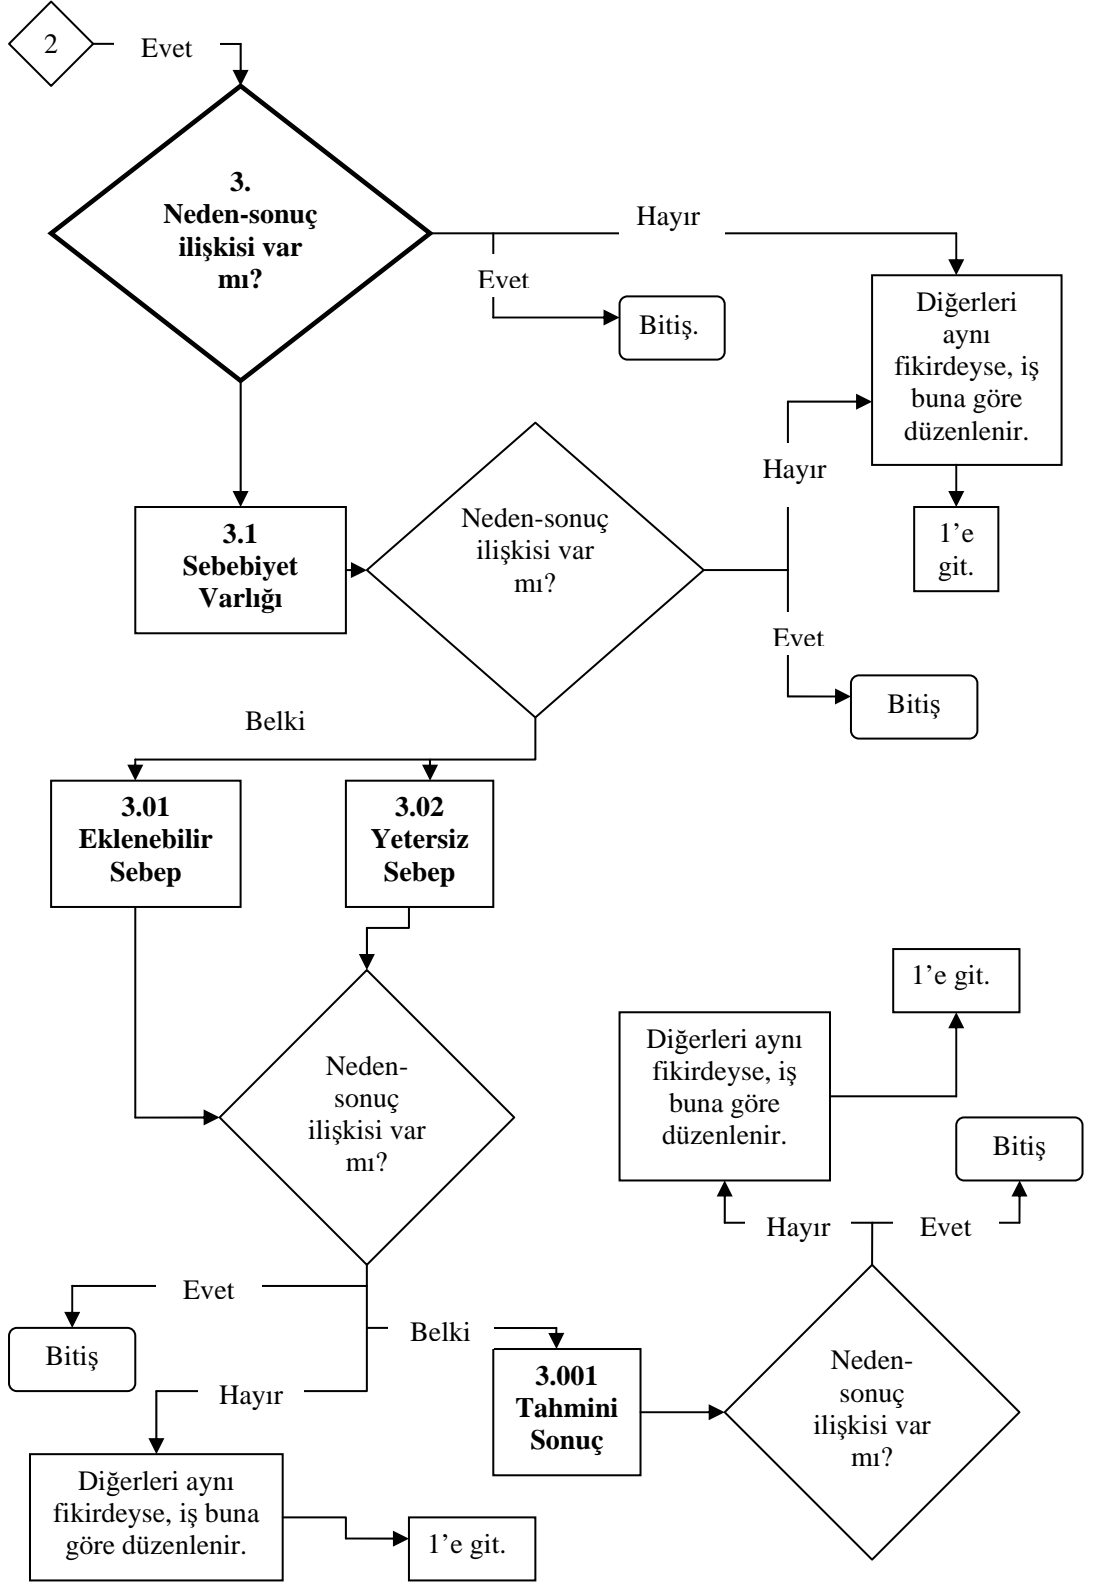 2
Evet
3.
Neden-sonuç
ilişkisi var
mı?
Hayır
Evet
Bitiş.
Diğerleri
aynı
fikirdeyse, iş
buna göre
düzenlenir.
Hayır
Neden-sonuç
ilişkisi var
mı?
3.1
Sebebiyet
Varlığı
1’e
git.
Evet
Bitiş
Belki
3.01
Eklenebilir
Sebep
3.02
Yetersiz
Sebep
1’e git.
Diğerleri aynı
fikirdeyse, iş
buna göre
düzenlenir.
Neden-
sonuç
ilişkisi var
mı?
Bitiş
Hayır
Evet
Evet
Belki
Bitiş
Hayır
3.001
Tahmini
Sonuç
Neden-
sonuç
ilişkisi var
mı?
Diğerleri aynı
fikirdeyse, iş buna
göre düzenlenir.
1’e git.